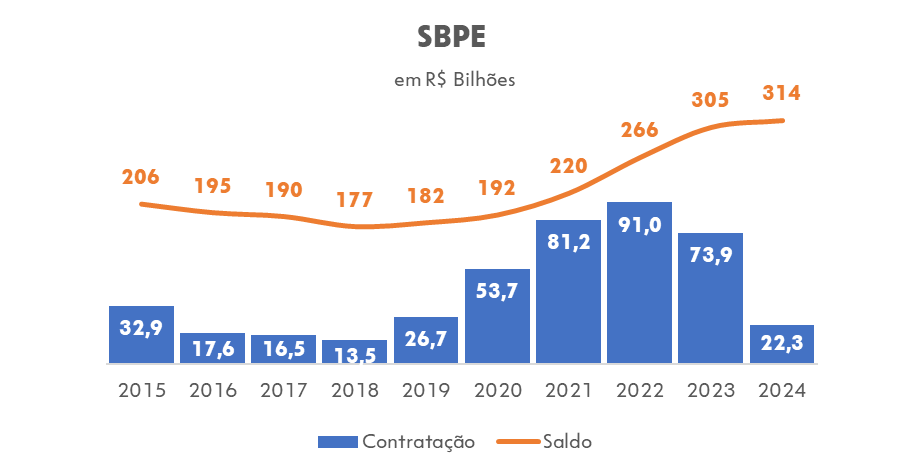 SBPE
em R$ Bilhões
206 195 190 177 182 192 220 266 305 314
32,9 17,6 16,5 13,5 26,7 53,7 81,2 91,0 73,9 22,3
2015 2016 2017 2018 2019 2020 2021 2022 2023 2024
Contratação Saldo